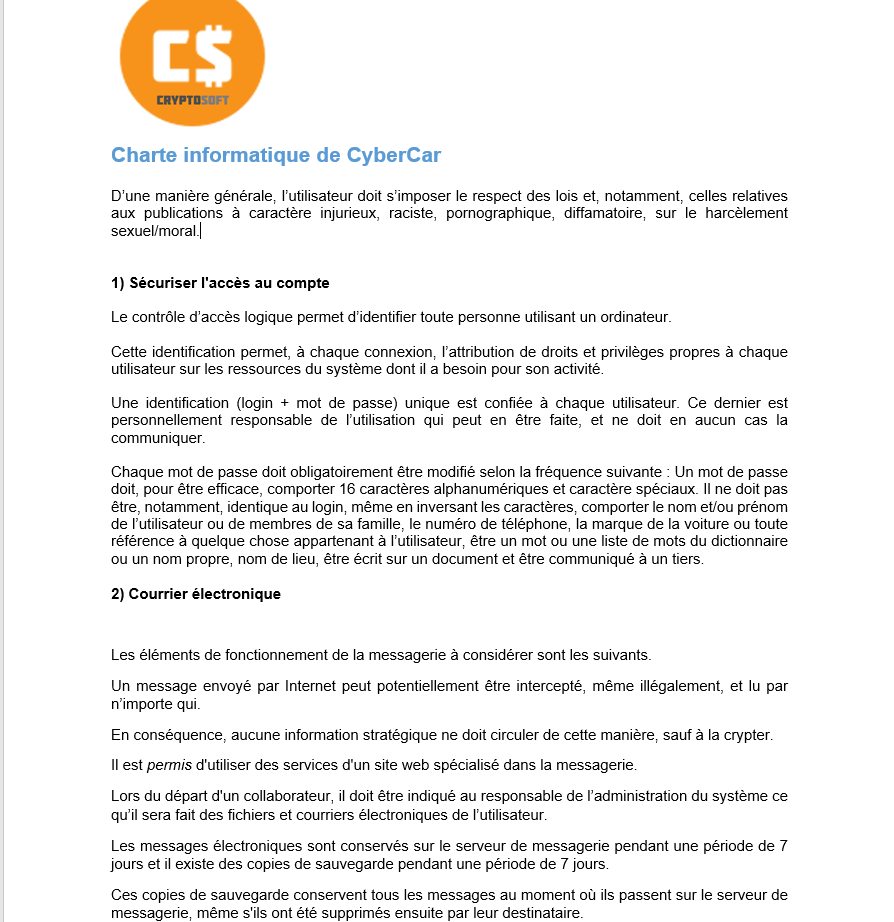 C$
CRYPTOSOFT
Charte informatique de CyberCar
D’une manière générale, l’utilisateur doit s’imposer le respect des lois et, notamment, celles relatives
aux publications à caractère injurieux, raciste, pornographique, diffamatoire, sur le harcèlement
sexuel/moral.
1) Sécuriser l'accès au compte
Le contrôle d’accès logique permet d’identifier toute personne utilisant un ordinateur.
Cette identification permet, à chaque connexion, l’attribution de droits et privilèges propres à chaque
utilisateur sur les ressources du système dont il a besoin pour son activité.
Une identification (login + mot de passe) unique est confiée à chaque utilisateur. Ce dernier est
personnellement responsable de l’utilisation qui peut en être faite, et ne doit en aucun cas la
communiquer.
Chaque mot de passe doit obligatoirement être modifié selon la fréquence suivante : Un mot de passe
doit, pour être efficace, comporter 16 caractères alphanumériques et caractère spéciaux. Il ne doit pas
être, notamment, identique au login, même en inversant les caractères, comporter le nom et/ou prénom
de l’utilisateur ou de membres de sa famille, le numéro de téléphone, la marque de la voiture ou toute
référence à quelque chose appartenant à l’utilisateur, être un mot ou une liste de mots du dictionnaire
ou un nom propre, nom de lieu, être écrit sur un document et être communiqué à un tiers.
2) Courrier électronique
Les éléments de fonctionnement de la messagerie à considérer sont les suivants.
Un message envoyé par Internet peut potentiellement être intercepté, même illégalement, et lu par
n’importe qui.
En conséquence, aucune information stratégique ne doit circuler de cette manière, sauf à la crypter.
Il est permis d'utiliser des services d'un site web spécialisé dans la messagerie.
Lors du départ d'un collaborateur, il doit être indiqué au responsable de l’administration du système ce
qu’il sera fait des fichiers et courriers électroniques de l’utilisateur.
Les messages électroniques sont conservés sur le serveur de messagerie pendant une période de 7
jours et il existe des copies de sauvegarde pendant une période de 7 jours.
Ces copies de sauvegarde conservent tous les messages au moment où ils passent sur le serveur de
messagerie, même s'ils ont été supprimés ensuite par leur destinataire.